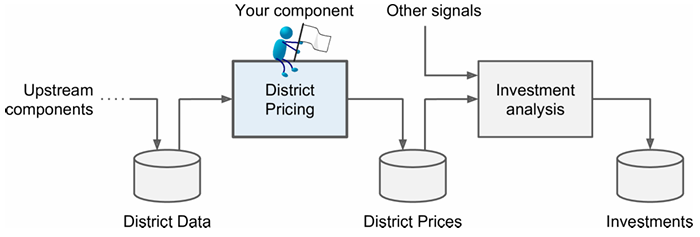 Your component
Other signals
Upstream
components
District
Pricing
Investment
analysis
District Data
District Prices
Investments